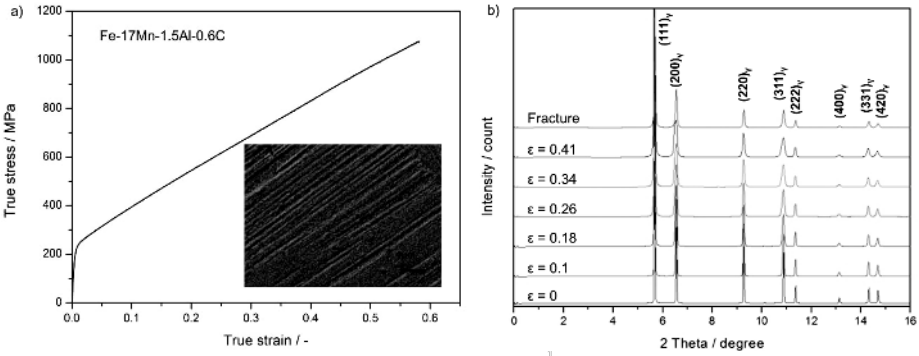 a)
Fe-17Mn-1.5Al-0.6C
True stress / MPa
1200
1000
800
600
400
200
0
0.0 0.1 0.2 0.3 0.4 0.5 0.6
True strain / -
b)
Intensity / count
(111)γ
(200)γ
(220)γ
(311)γ
(222)γ
(400)γ
(331)γ
(420)γ
Fracture
ε = 0.41
ε = 0.34
ε = 0.26
ε = 0.18
ε = 0.1
ε = 0
0 2 4 6 8 10 12 14 16
2 Theta / degree